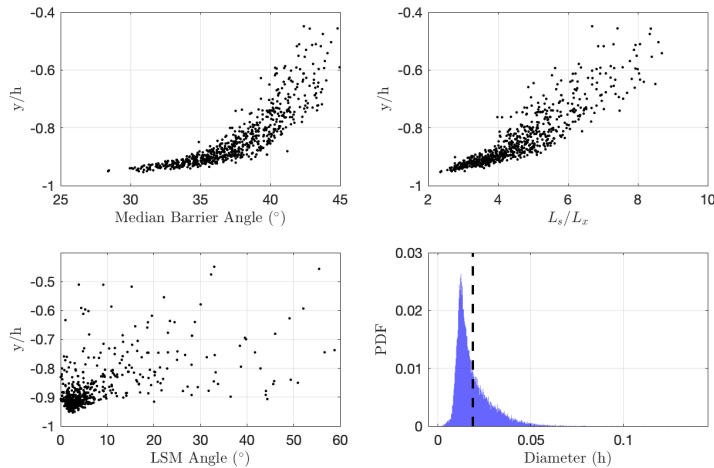 -0.4
-0.6
-0.8
-1
y/h
25 30 35 40 45
Median Barrier Angle (°)
-0.4
-0.6
-0.8
-1
y/h
2 4 6 8 10
L_s/L_x
-0.5
-0.6
-0.7
-0.8
-0.9
-1
y/h
0 10 20 30 40 50 60
LSM Angle (°)
0.03
0.02
0.01
0
PDF
0 0.05 0.1
Diameter (h)